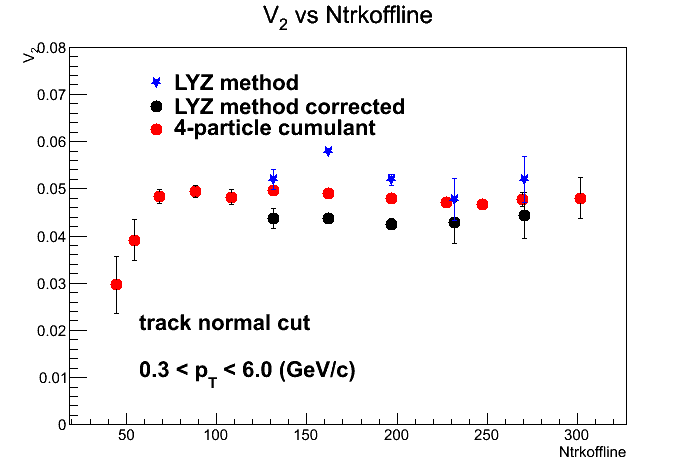 V2 vs Ntrkoffline
V2
0.08
0.07
0.06
0.05
0.04
0.03
0.02
0.01
0
LYZ method
LYZ method corrected
4-particle cumulant
track normal cut
0.3 < pT < 6.0 (GeV/c)
50 100 150 200 250 300
Ntrkoffline